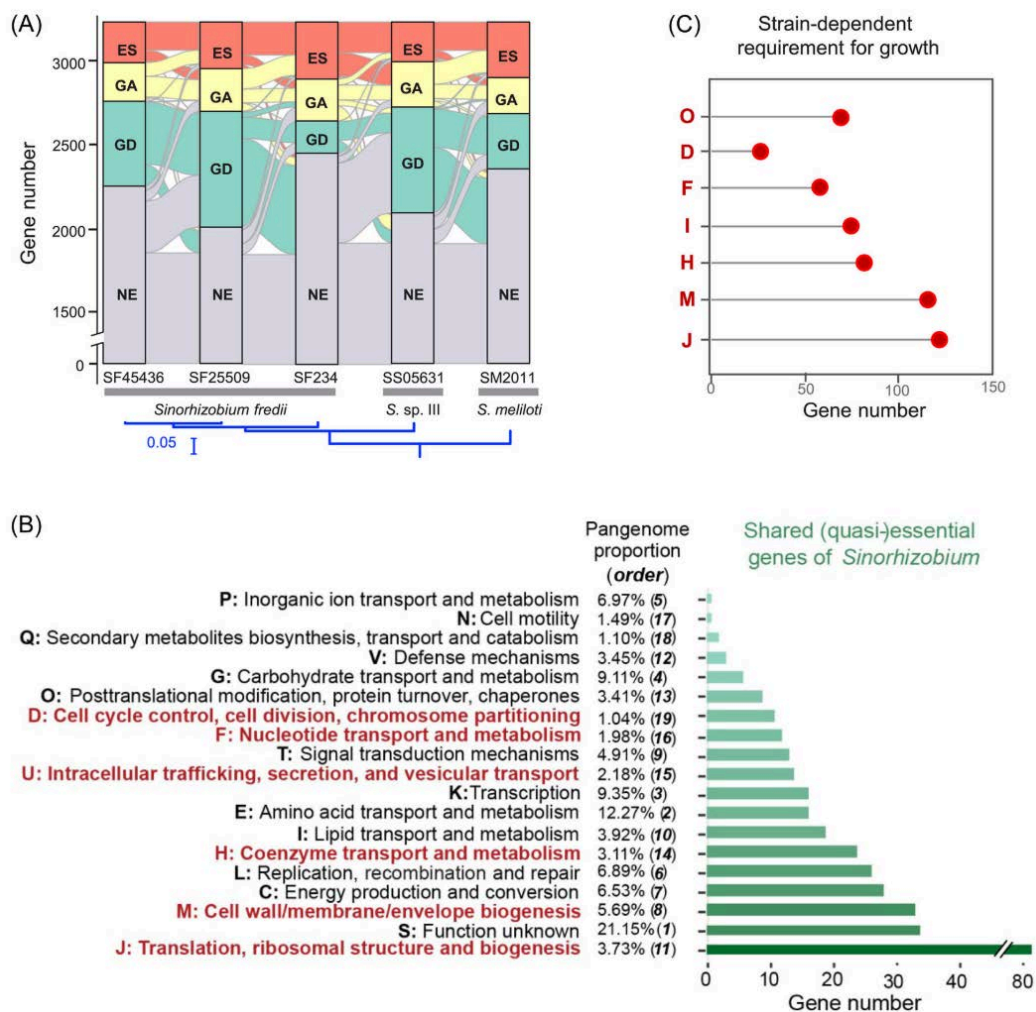 (A)
Gene number
3000
2500
2000
1500
0
ES
GA
GD
NE
ES
GA
GD
NE
ES
GA
GD
NE
ES
GA
GD
NE
ES
GA
GD
NE
SF45436 SF25509 SF234 SS05631 SM2011
Sinorhizobium fredii S. sp. III S. meliloti
0.05
(C)
Strain-dependent
requirement for growth
O
D
F
I
H
M
J
0 50 100 150
Gene number
(B)
Pangenome
proportion
(order)
Shared (quasi-)essential
genes of Sinorhizobium
P: Inorganic ion transport and metabolism 6.97% (5)
N: Cell motility 1.49% (17)
Q: Secondary metabolites biosynthesis, transport and catabolism 1.10% (18)
V: Defense mechanisms 3.45% (12)
G: Carbohydrate transport and metabolism 9.11% (4)
O: Posttranslational modification, protein turnover, chaperones 3.41% (13)
D: Cell cycle control, cell division, chromosome partitioning 1.04% (19)
F: Nucleotide transport and metabolism 1.98% (16)
T: Signal transduction mechanisms 4.91% (9)
U: Intracellular trafficking, secretion, and vesicular transport 2.18% (15)
K:Transcription 9.35% (3)
E: Amino acid transport and metabolism 12.27% (2)
I: Lipid transport and metabolism 3.92% (10)
H: Coenzyme transport and metabolism 3.11% (14)
L: Replication, recombination and repair 6.89% (6)
C: Energy production and conversion 6.53% (7)
M: Cell wall/membrane/envelope biogenesis 5.69% (8)
S: Function unknown 21.15% (1)
J: Translation, ribosomal structure and biogenesis 3.73% (11)
0 10 20 30 40 80
Gene number